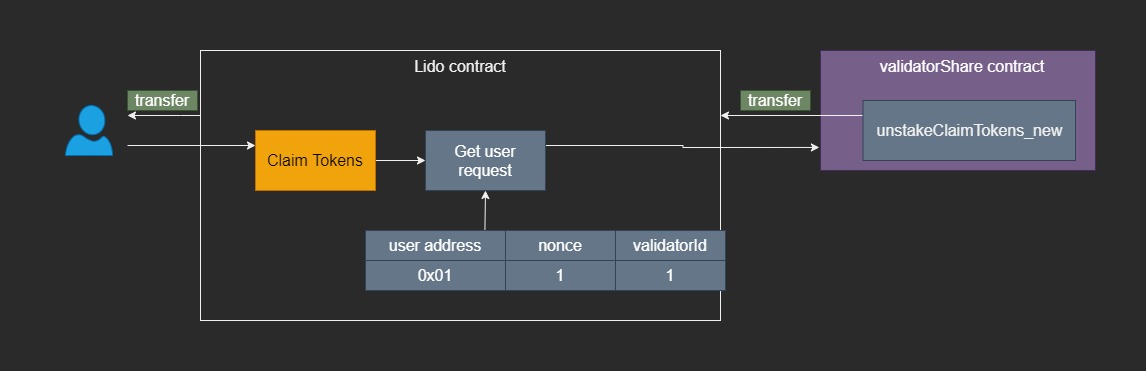 Lido contract
validatorShare contract
transfer
transfer
unstakeClaimTokens_new
Claim Tokens
Get user
request
user address nonce validatorId
0x01 1 1